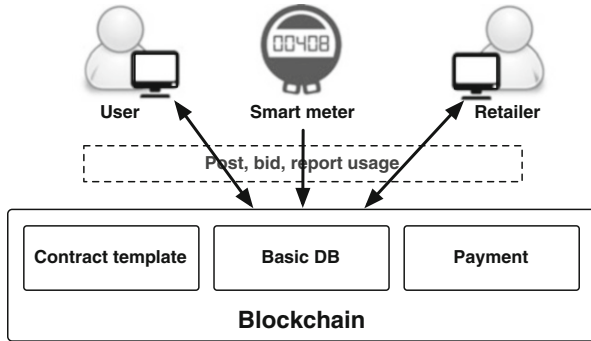 00408
User
Smart meter
Retailer
Post, bid, report usage
Contract template
Basic DB
Payment
Blockchain